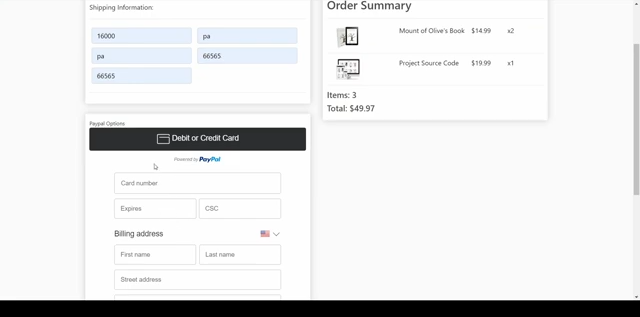 Shipping Information:
16000
pa
pa
66565
66565
Paypal Options
Debit or Credit Card
Powered by PayPal
Card number
Expires
CSC
Billing address
First name
Last name
Street address
Order Summary
Mount of Olive's Book $14.99 x2
Project Source Code $19.99 x1
Items: 3
Total: $49.97